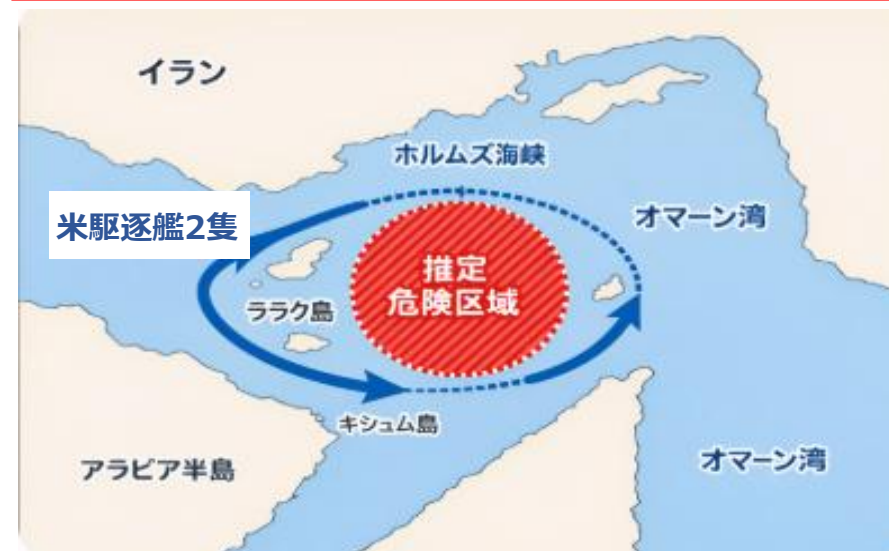 イラン
ホルムズ海峡
米駆逐艦2隻
オマーン湾
推定
危険区域
ララク島
キシュム島
アラビア半島
オマーン湾